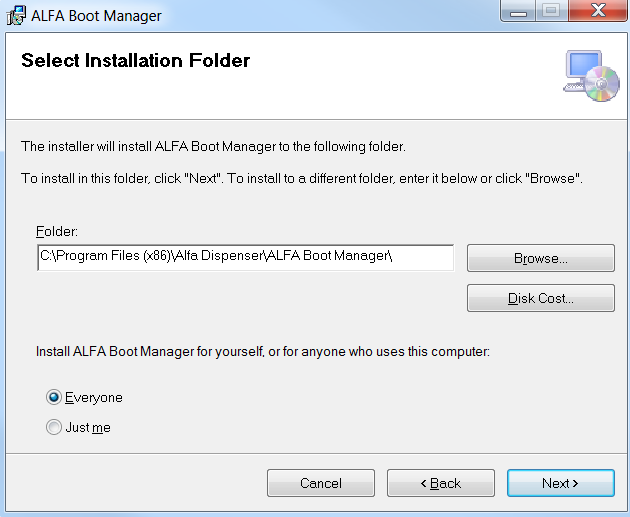 ALFA Boot Manager
Select Installation Folder
The installer will install ALFA Boot Manager to the following folder.
To install in this folder, click "Next". To install to a different folder, enter it below or click "Browse".
Folder:
C:\Program Files (x86)\Alfa Dispenser\ALFA Boot Manager\
Browse...
Disk Cost...
Install ALFA Boot Manager for yourself, or for anyone who uses this computer:
Everyone
Just me
Cancel
< Back
Next >